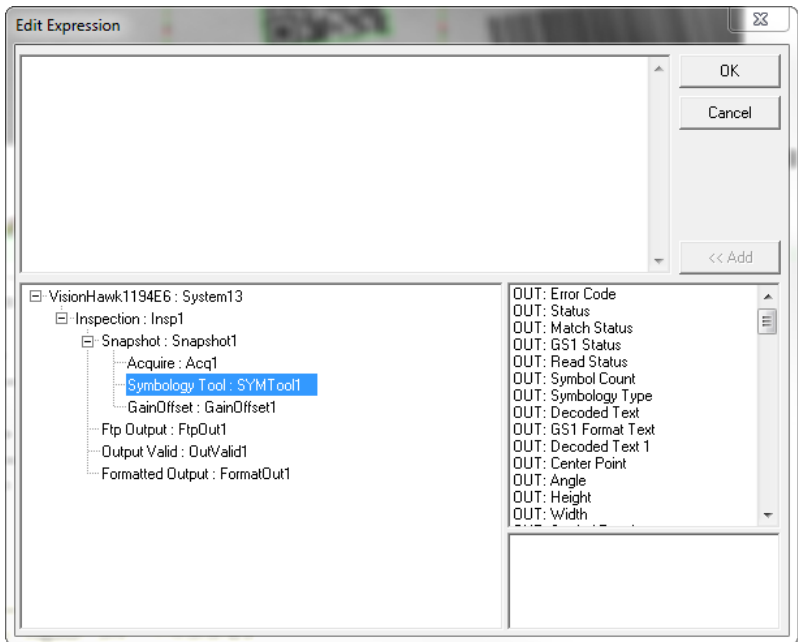 Edit Expression
OK
Cancel
<< Add
VisionHawk1194E6 : System13
Inspection : Insp1
Snapshot : Snapshot1
Acquire : Acq1
Symbology Tool : SYMTool1
GainOffset : GainOffset1
Ftp Output : FtpOut1
Output Valid : OutValid1
Formatted Output : FormatOut1
OUT: Error Code
OUT: Status
OUT: Match Status
OUT: GS1 Status
OUT: Read Status
OUT: Symbol Count
OUT: Symbology Type
OUT: Decoded Text
OUT: GS1 Format Text
OUT: Decoded Text 1
OUT: Center Point
OUT: Angle
OUT: Height
OUT: Width